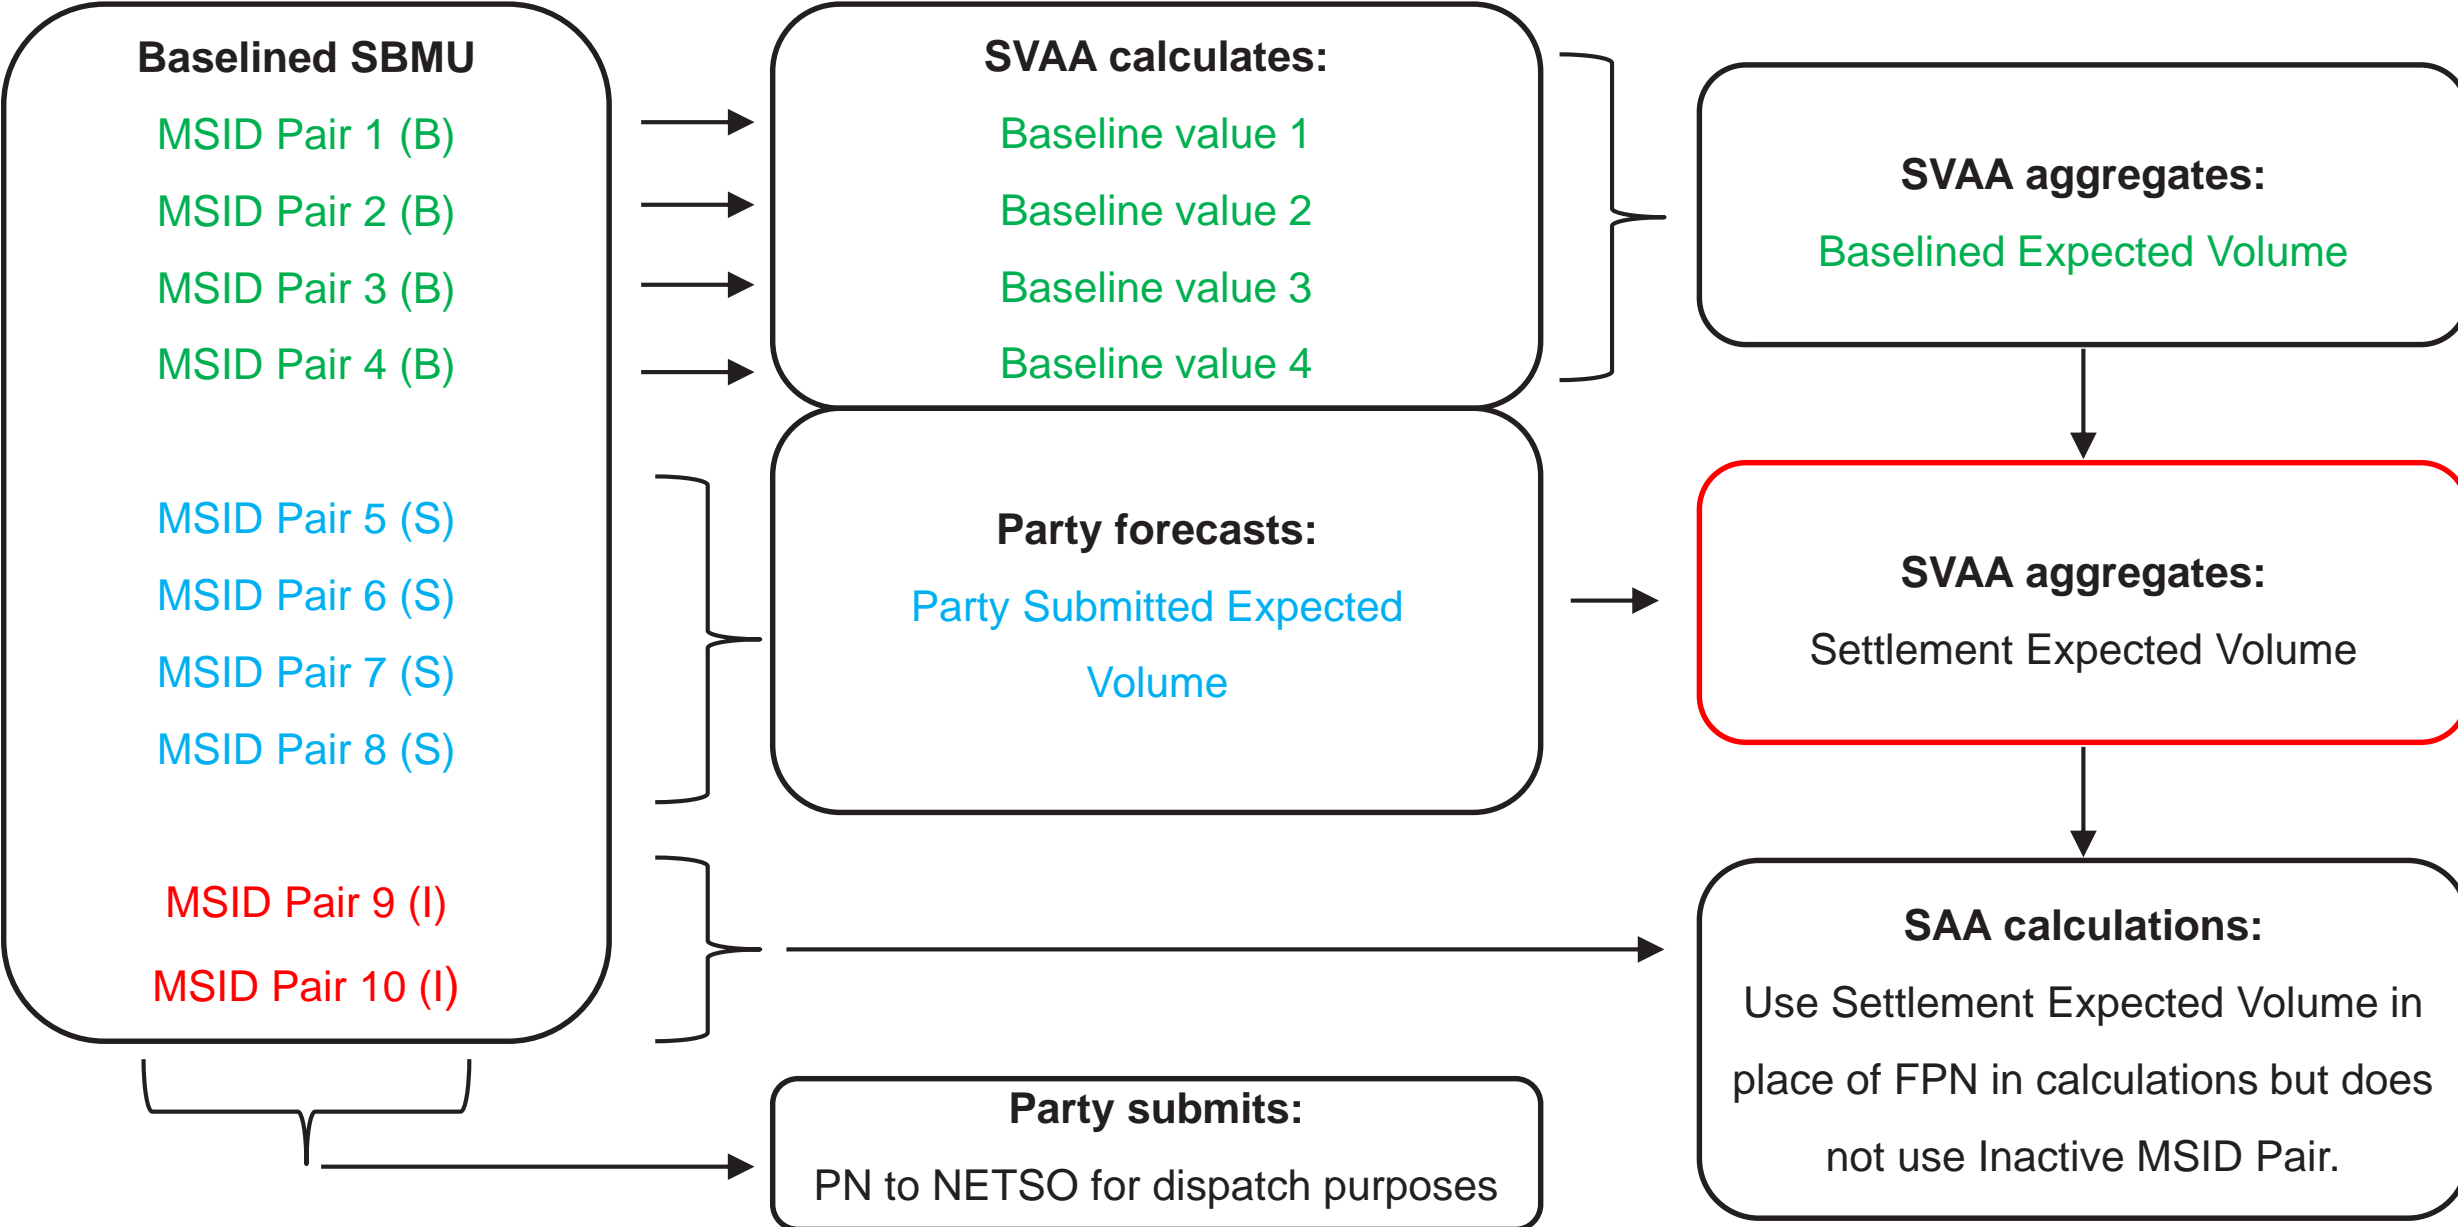 Baselined SBMU
MSID Pair 1 (B)
MSID Pair 2 (B)
MSID Pair 3 (B)
MSID Pair 4 (B)
MSID Pair 5 (S)
MSID Pair 6 (S)
MSID Pair 7 (S)
MSID Pair 8 (S)
MSID Pair 9 (I)
MSID Pair 10 (I)
SVAA calculates:
Baseline value 1
Baseline value 2
Baseline value 3
Baseline value 4
Party forecasts:
Party Submitted Expected
Volume
Party submits:
PN to NETSO for dispatch purposes
SVAA aggregates:
Baselined Expected Volume
SVAA aggregates:
Settlement Expected Volume
SAA calculations:
Use Settlement Expected Volume in
place of FPN in calculations but does
not use Inactive MSID Pair.